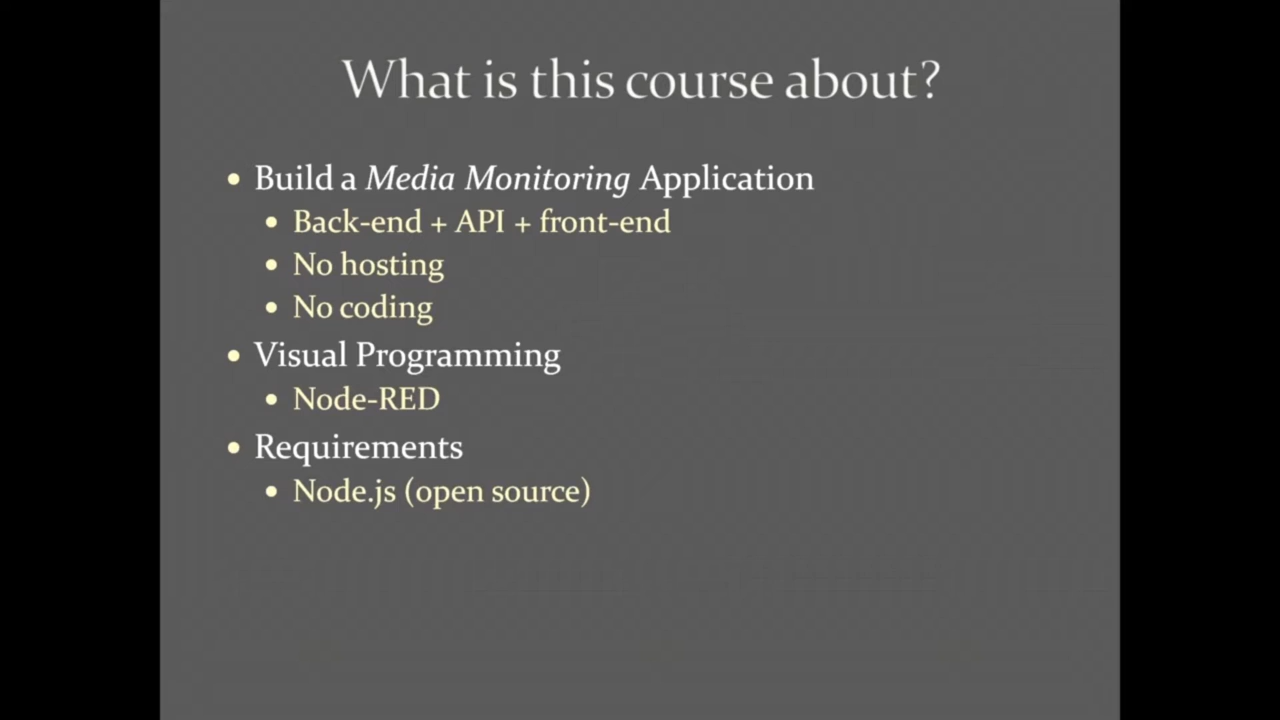 What is this course about?
• Build a Media Monitoring Application
• Back-end + API + front-end
• No hosting
• No coding
• Visual Programming
• Node-RED
• Requirements
• Node.js (open source)